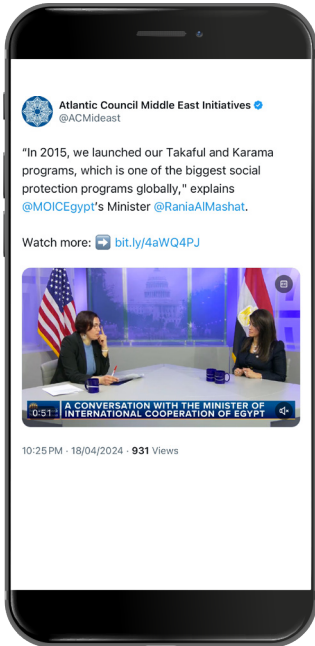 Atlantic Council Middle East Initiatives
@ACMideast
“In 2015, we launched our Takaful and Karama
programs, which is one of the biggest social
protection programs globally," explains
@MOICEgypt’s Minister @RaniaAlMashat.
Watch more: ➡️ bit.ly/4aWQ4PJ
0:51
A CONVERSATION WITH THE MINISTER OF
INTERNATIONAL COOPERATION OF EGYPT
10:25 PM · 18/04/2024 · 931 Views